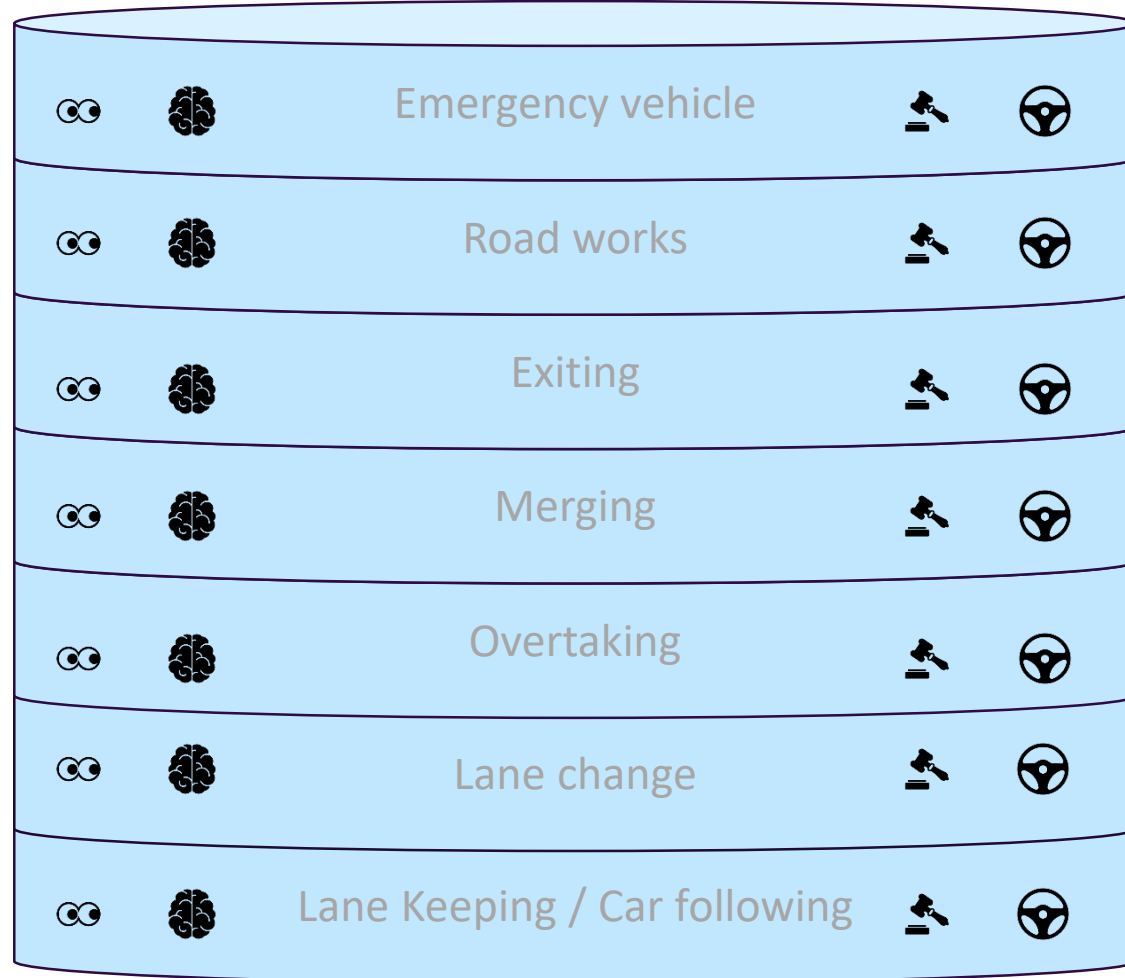 Emergency vehicle
Road works
Exiting
Merging
Overtaking
Lane change
Lane Keeping / Car following